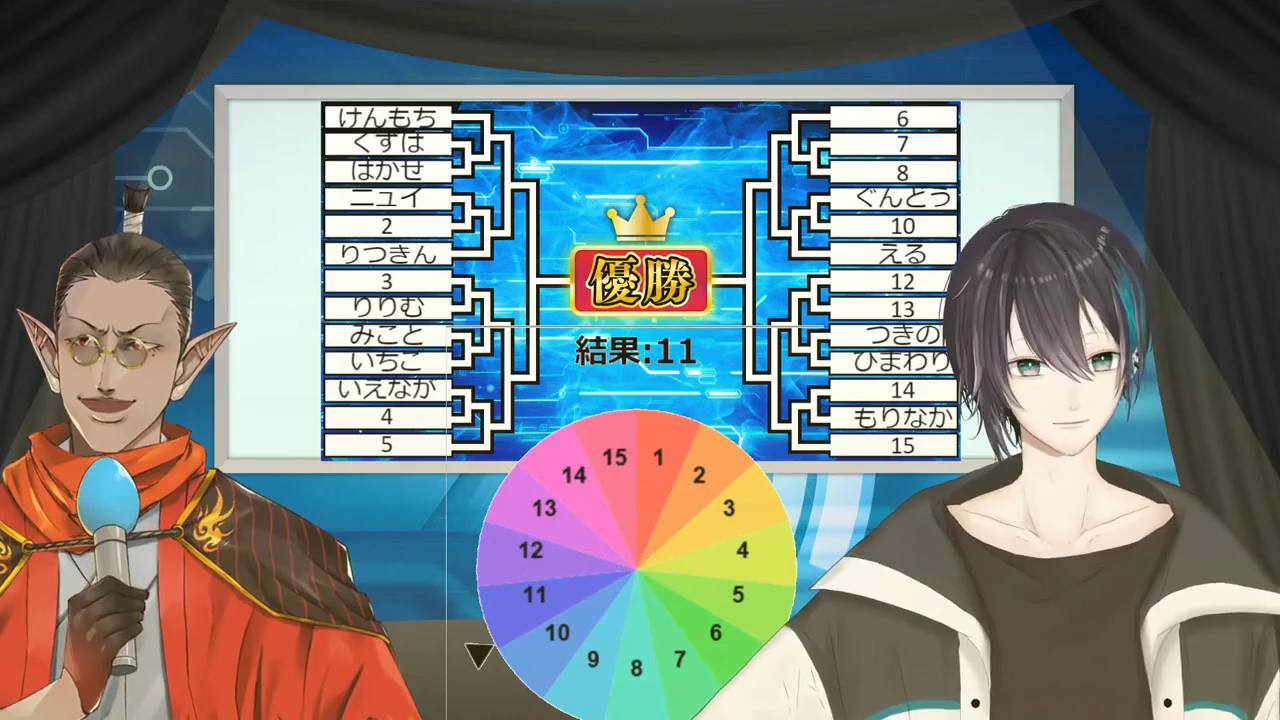 けんもち
くずは
はかせ
ニュイ
2
りつきん
3
りりむ
みこと
いちご
いえなが
4
5
6
7
8
ぐんとう
10
える
12
13
つきの
ひまわり
14
もりなか
15
優勝
結果:11
1
2
3
4
5
6
7
8
9
10
11
12
13
14
15